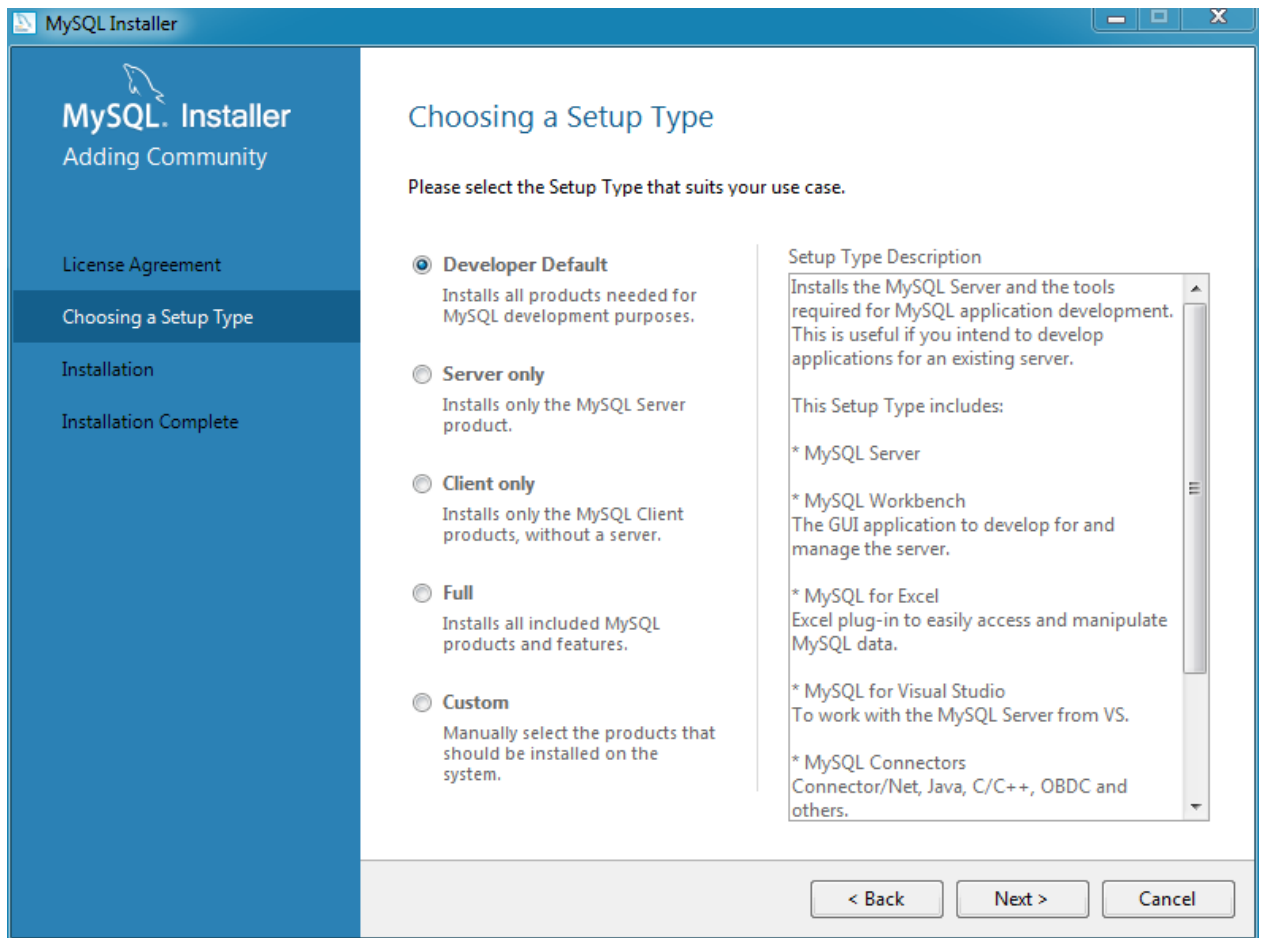 MySQL Installer
MySQL. Installer
Adding Community
License Agreement
Choosing a Setup Type
Installation
Installation Complete
Choosing a Setup Type
Please select the Setup Type that suits your use case.
Developer Default
Installs all products needed for
MySQL development purposes.
Server only
Installs only the MySQL Server
product.
Client only
Installs only the MySQL Client
products, without a server.
Full
Installs all included MySQL
products and features.
Custom
Manually select the products that
should be installed on the
system.
Setup Type Description
Installs the MySQL Server and the tools
required for MySQL application development.
This is useful if you intend to develop
applications for an existing server.
This Setup Type includes:
* MySQL Server
* MySQL Workbench
The GUI application to develop for and
manage the server.
* MySQL for Excel
Excel plug-in to easily access and manipulate
MySQL data.
* MySQL for Visual Studio
To work with the MySQL Server from VS.
* MySQL Connectors
Connector/Net, Java, C/C++, OBDC and
others.
< Back
Next >
Cancel